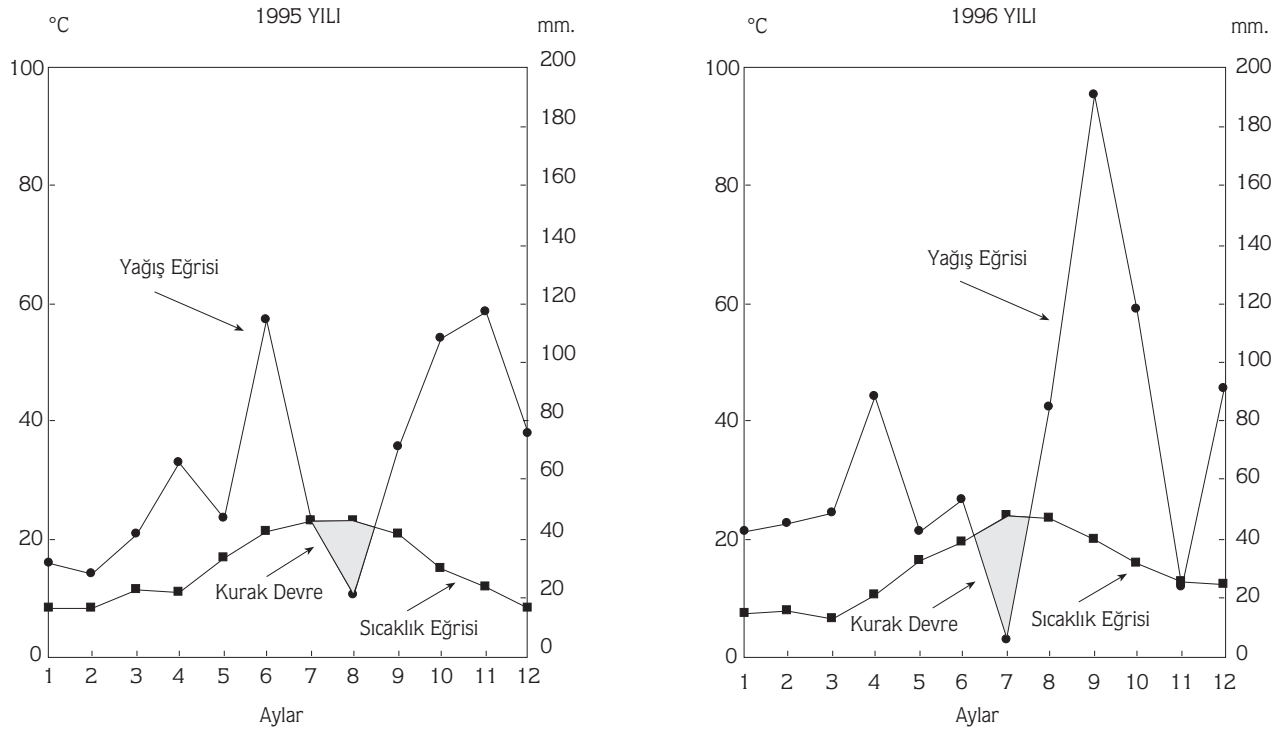 1995 YILI
°C
mm.
100
80
60
40
20
0
200
180
160
140
120
100
80
60
40
20
0
Yağış Eğrisi
Kurak Devre
Sıcaklık Eğrisi
1 2 3 4 5 6 7 8 9 10 11 12
Aylar
1996 YILI
°C
mm.
100
80
60
40
20
0
200
180
160
140
120
100
80
60
40
20
0
Yağış Eğrisi
Kurak Devre
Sıcaklık Eğrisi
1 2 3 4 5 6 7 8 9 10 11 12
Aylar